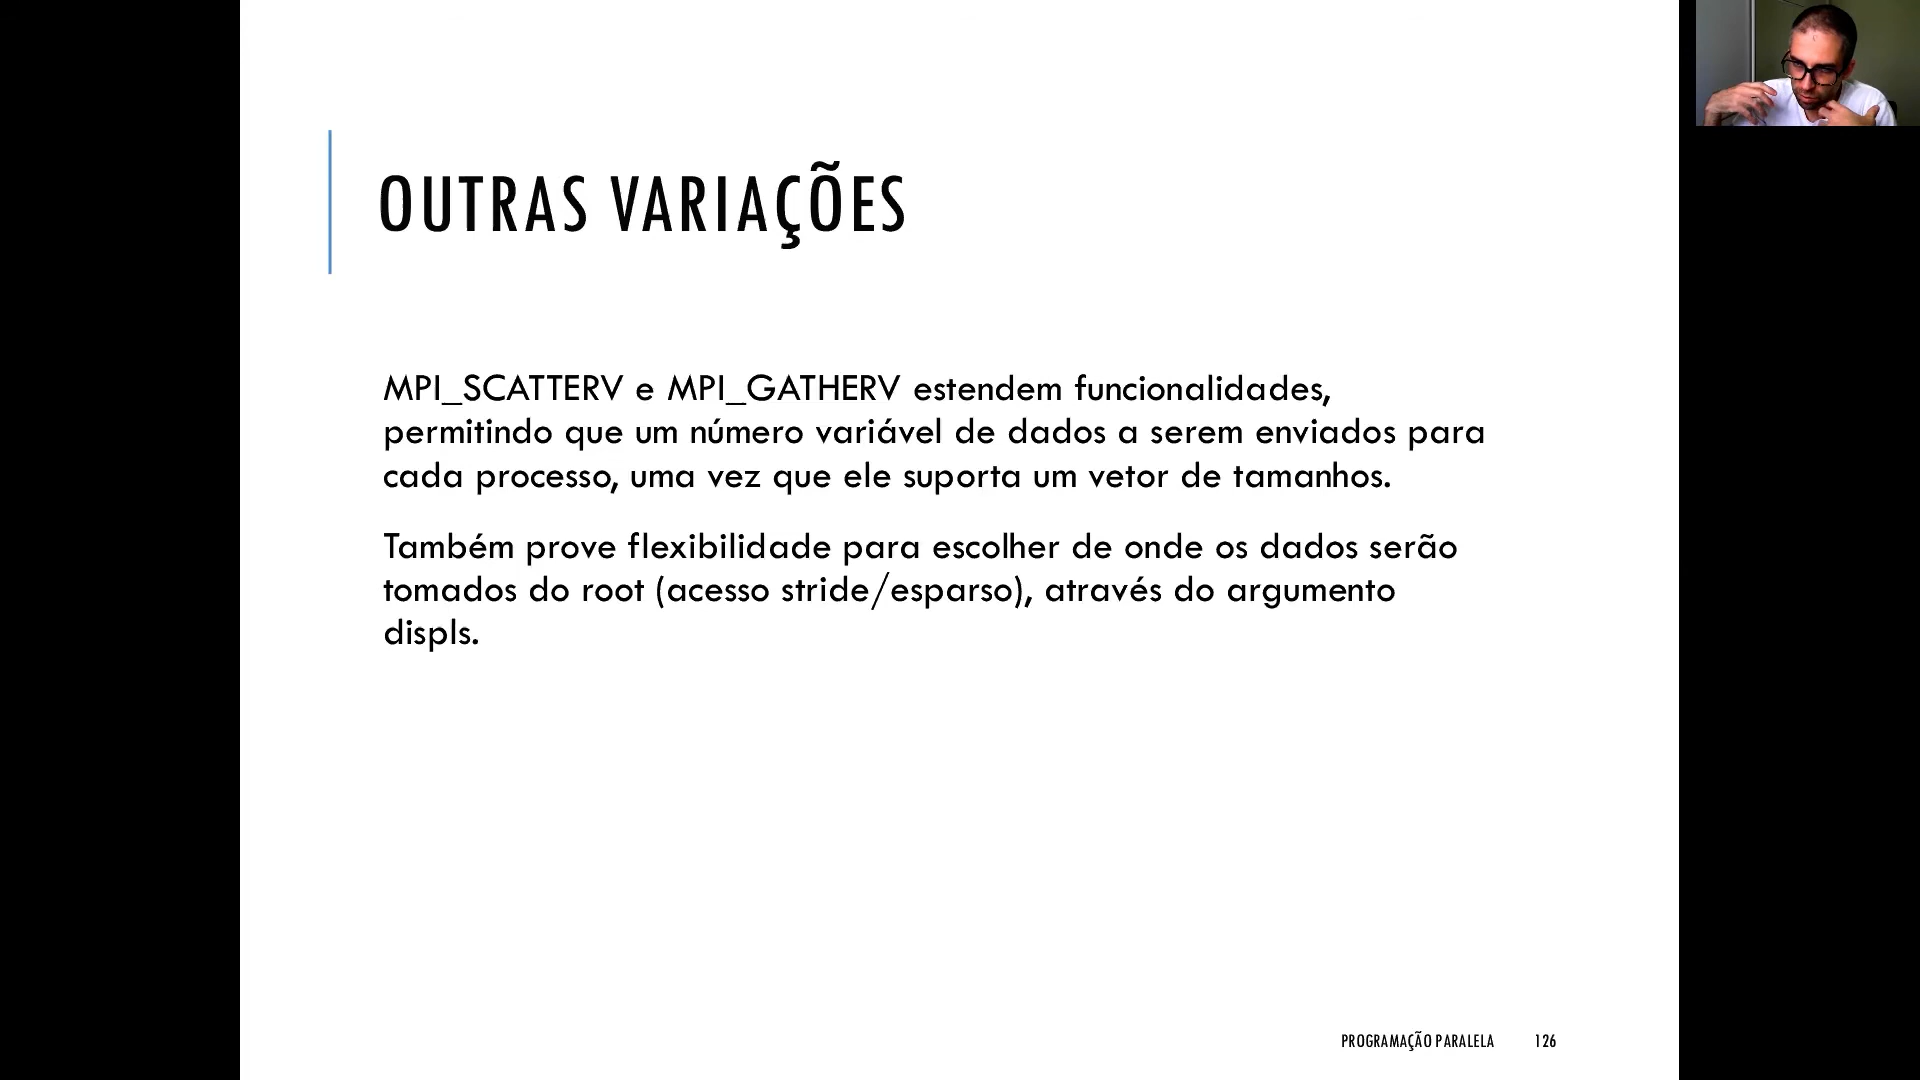 OUTRAS VARIAÇÕES
MPI_SCATTERV e MPI_GATHERV estendem funcionalidades,
permitindo que um número variável de dados a serem enviados para
cada processo, uma vez que ele suporta um vetor de tamanhos.
Também prove flexibilidade para escolher de onde os dados serão
tomados do root (acesso stride/esparso), através do argumento
displs.
PROGRAMAÇÃO PARALELA 126